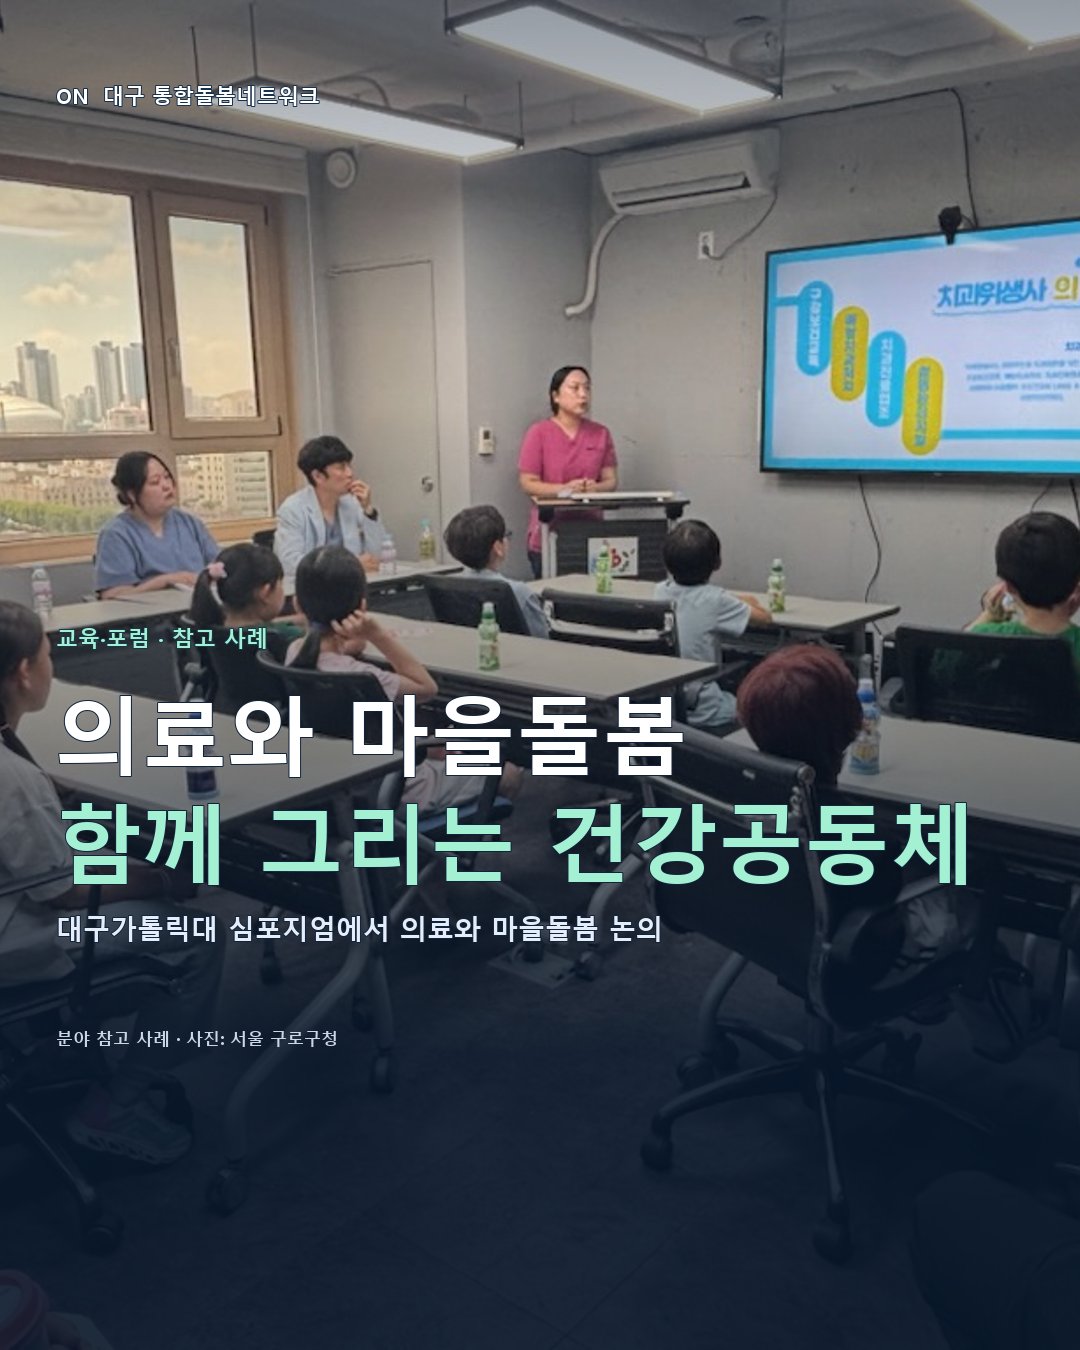 ON 대구 통합돌봄네트워크
치과위생사 의
교육·포럼 · 참고 사례
의료와 마을돌봄
함께 그리는 건강공동체
대구가톨릭대 심포지엄에서 의료와 마을돌봄 논의
분야 참고 사례 · 사진: 서울 구로구청